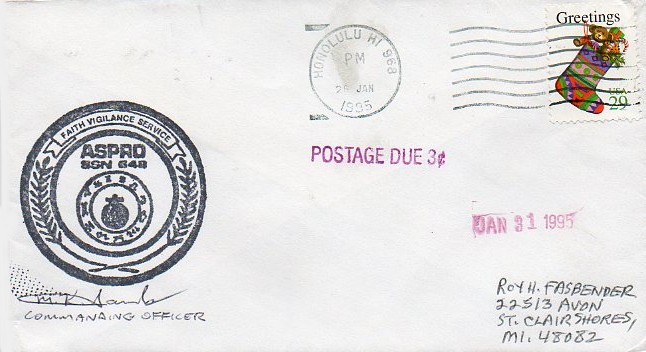 Greetings
USA
29
HONOLULU HI 968
PM
26 JAN
1995
FAITH VIGILANCE SERVICE
ASPRO
SSN 648
POSTAGE DUE 3¢
JAN 31 1995
COMMANDING OFFICER
ROY H. FASBENDER
22513 AVON
ST. CLAIR SHORES,
MI. 48082